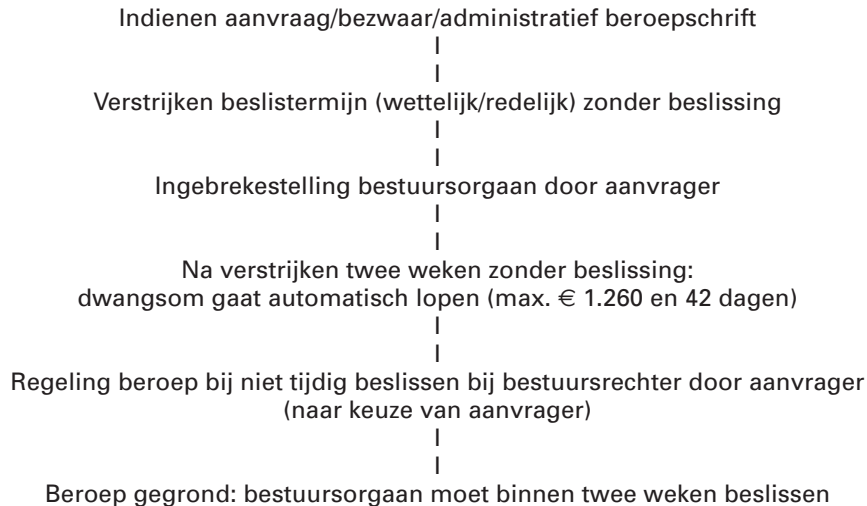 Indienen aanvraag/bezwaar/administratief beroepschrift
I
I
Verstrijken beslistermijn (wettelijk/redelijk) zonder beslissing
I
I
Ingebrekestelling bestuursorgaan door aanvrager
I
I
Na verstrijken twee weken zonder beslissing:
dwangsom gaat automatisch lopen (max. € 1.260 en 42 dagen)
I
I
Regeling beroep bij niet tijdig beslissen bij bestuursrechter door aanvrager
(naar keuze van aanvrager)
I
I
Beroep gegrond: bestuursorgaan moet binnen twee weken beslissen